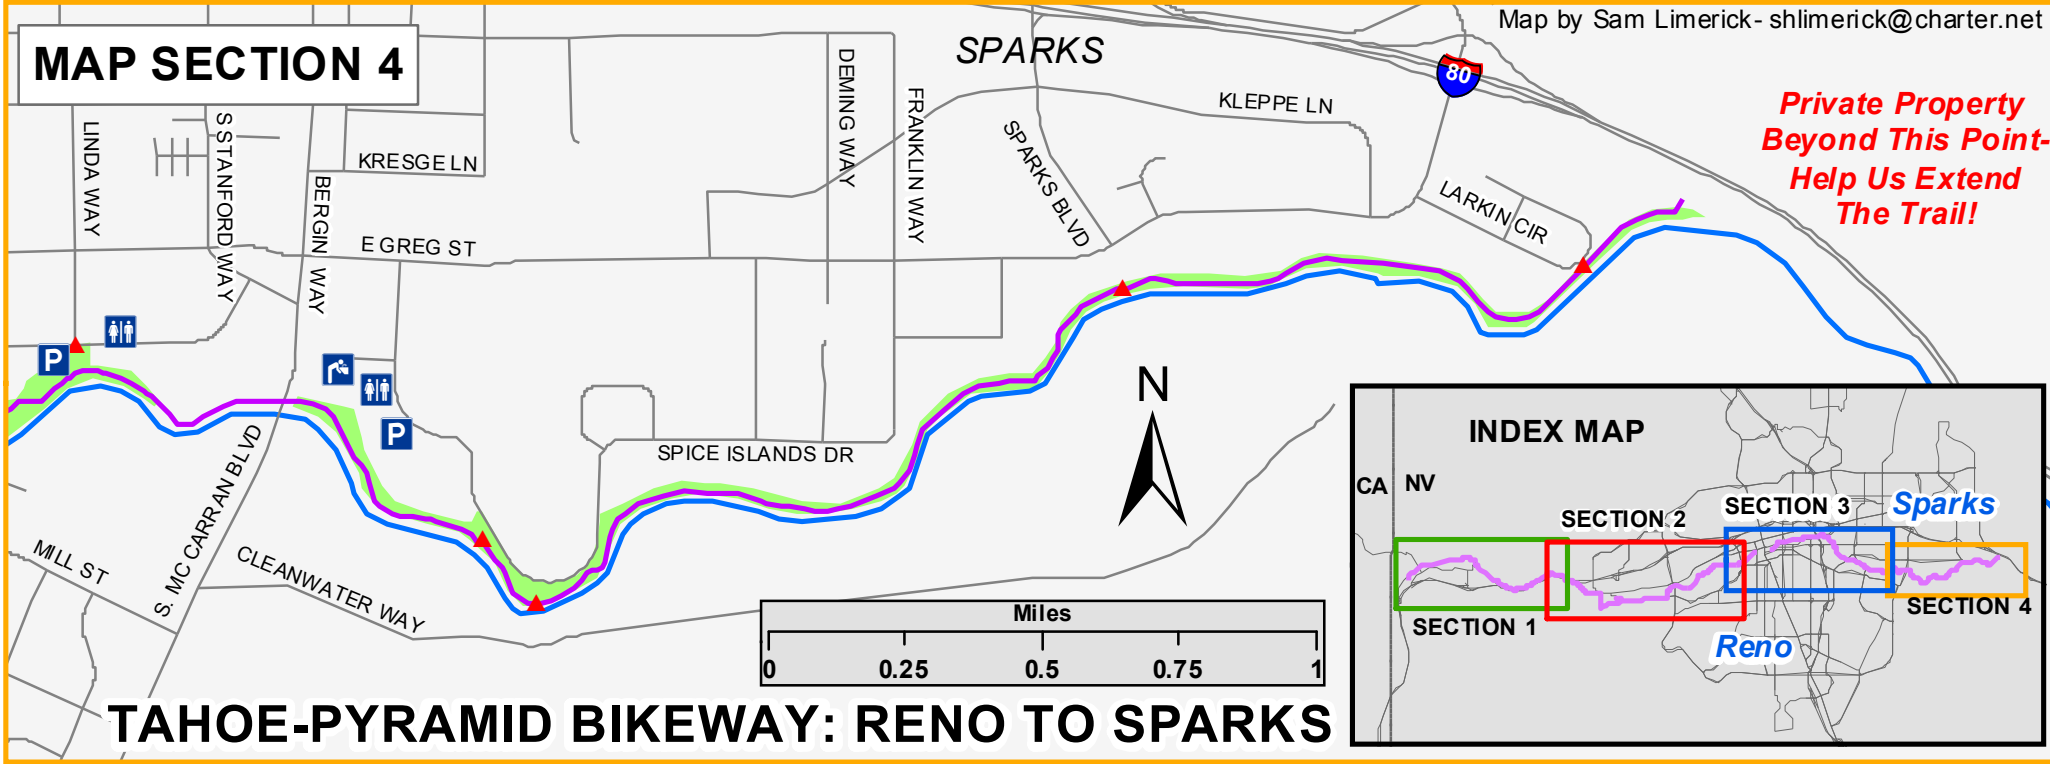 Map by Sam Limerick- shlimerick@charter.net
MAP SECTION 4
SPARKS
80
Private Property
Beyond This Point-
Help Us Extend
The Trail!
LINDA WAY
S STANFORD WAY
BERGIN WAY
KRESGE LN
E GREG ST
DEMING WAY
FRANKLIN WAY
SPARKS BLVD
KLEPPE LN
LARKIN CIR
P
P
SPICE ISLANDS DR
S. MCCARRAN BLVD
MILL ST
CLEANWATER WAY
N
Miles
0 0.25 0.5 0.75 1
INDEX MAP
CA NV
SECTION 1
SECTION 2
SECTION 3
Sparks
SECTION 4
Reno
TAHOE-PYRAMID BIKEWAY: RENO TO SPARKS